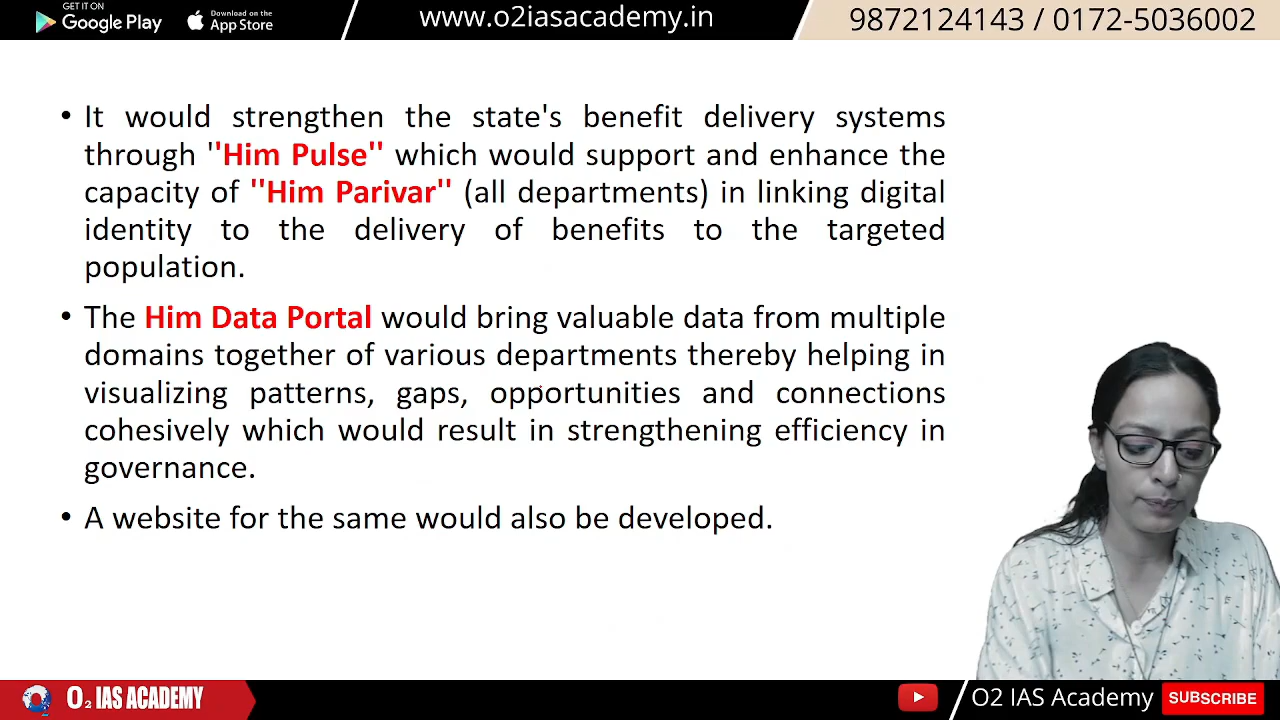 GET IT ON
Google Play
Download on the
App Store
www.o2iasacademy.in
9872124143 / 0172-5036002
• It would strengthen the state's benefit delivery systems
through ''Him Pulse'' which would support and enhance the
capacity of ''Him Parivar'' (all departments) in linking digital
identity to the delivery of benefits to the targeted
population.
• The Him Data Portal would bring valuable data from multiple
domains together of various departments thereby helping in
visualizing patterns, gaps, opportunities and connections
cohesively which would result in strengthening efficiency in
governance.
• A website for the same would also be developed.
O2 IAS ACADEMY
O2 IAS Academy
SUBSCRIBE